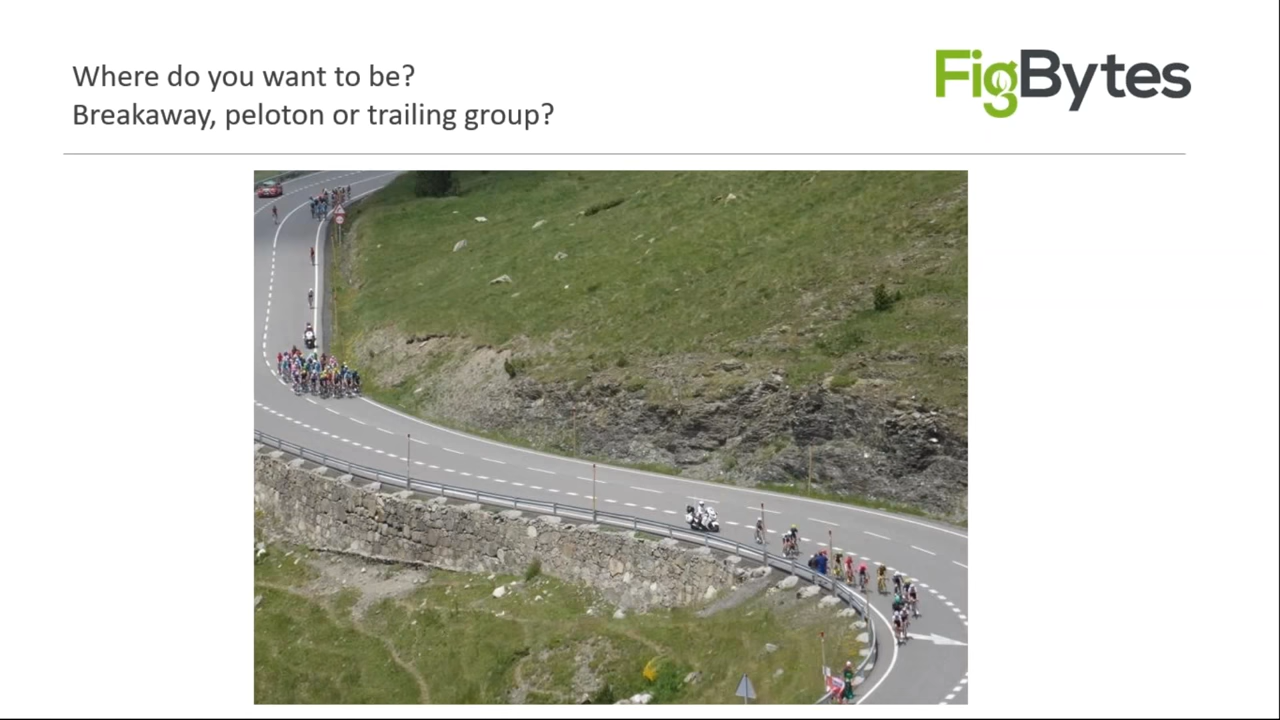 Where do you want to be?
Breakaway, peloton or trailing group?
FigBytes